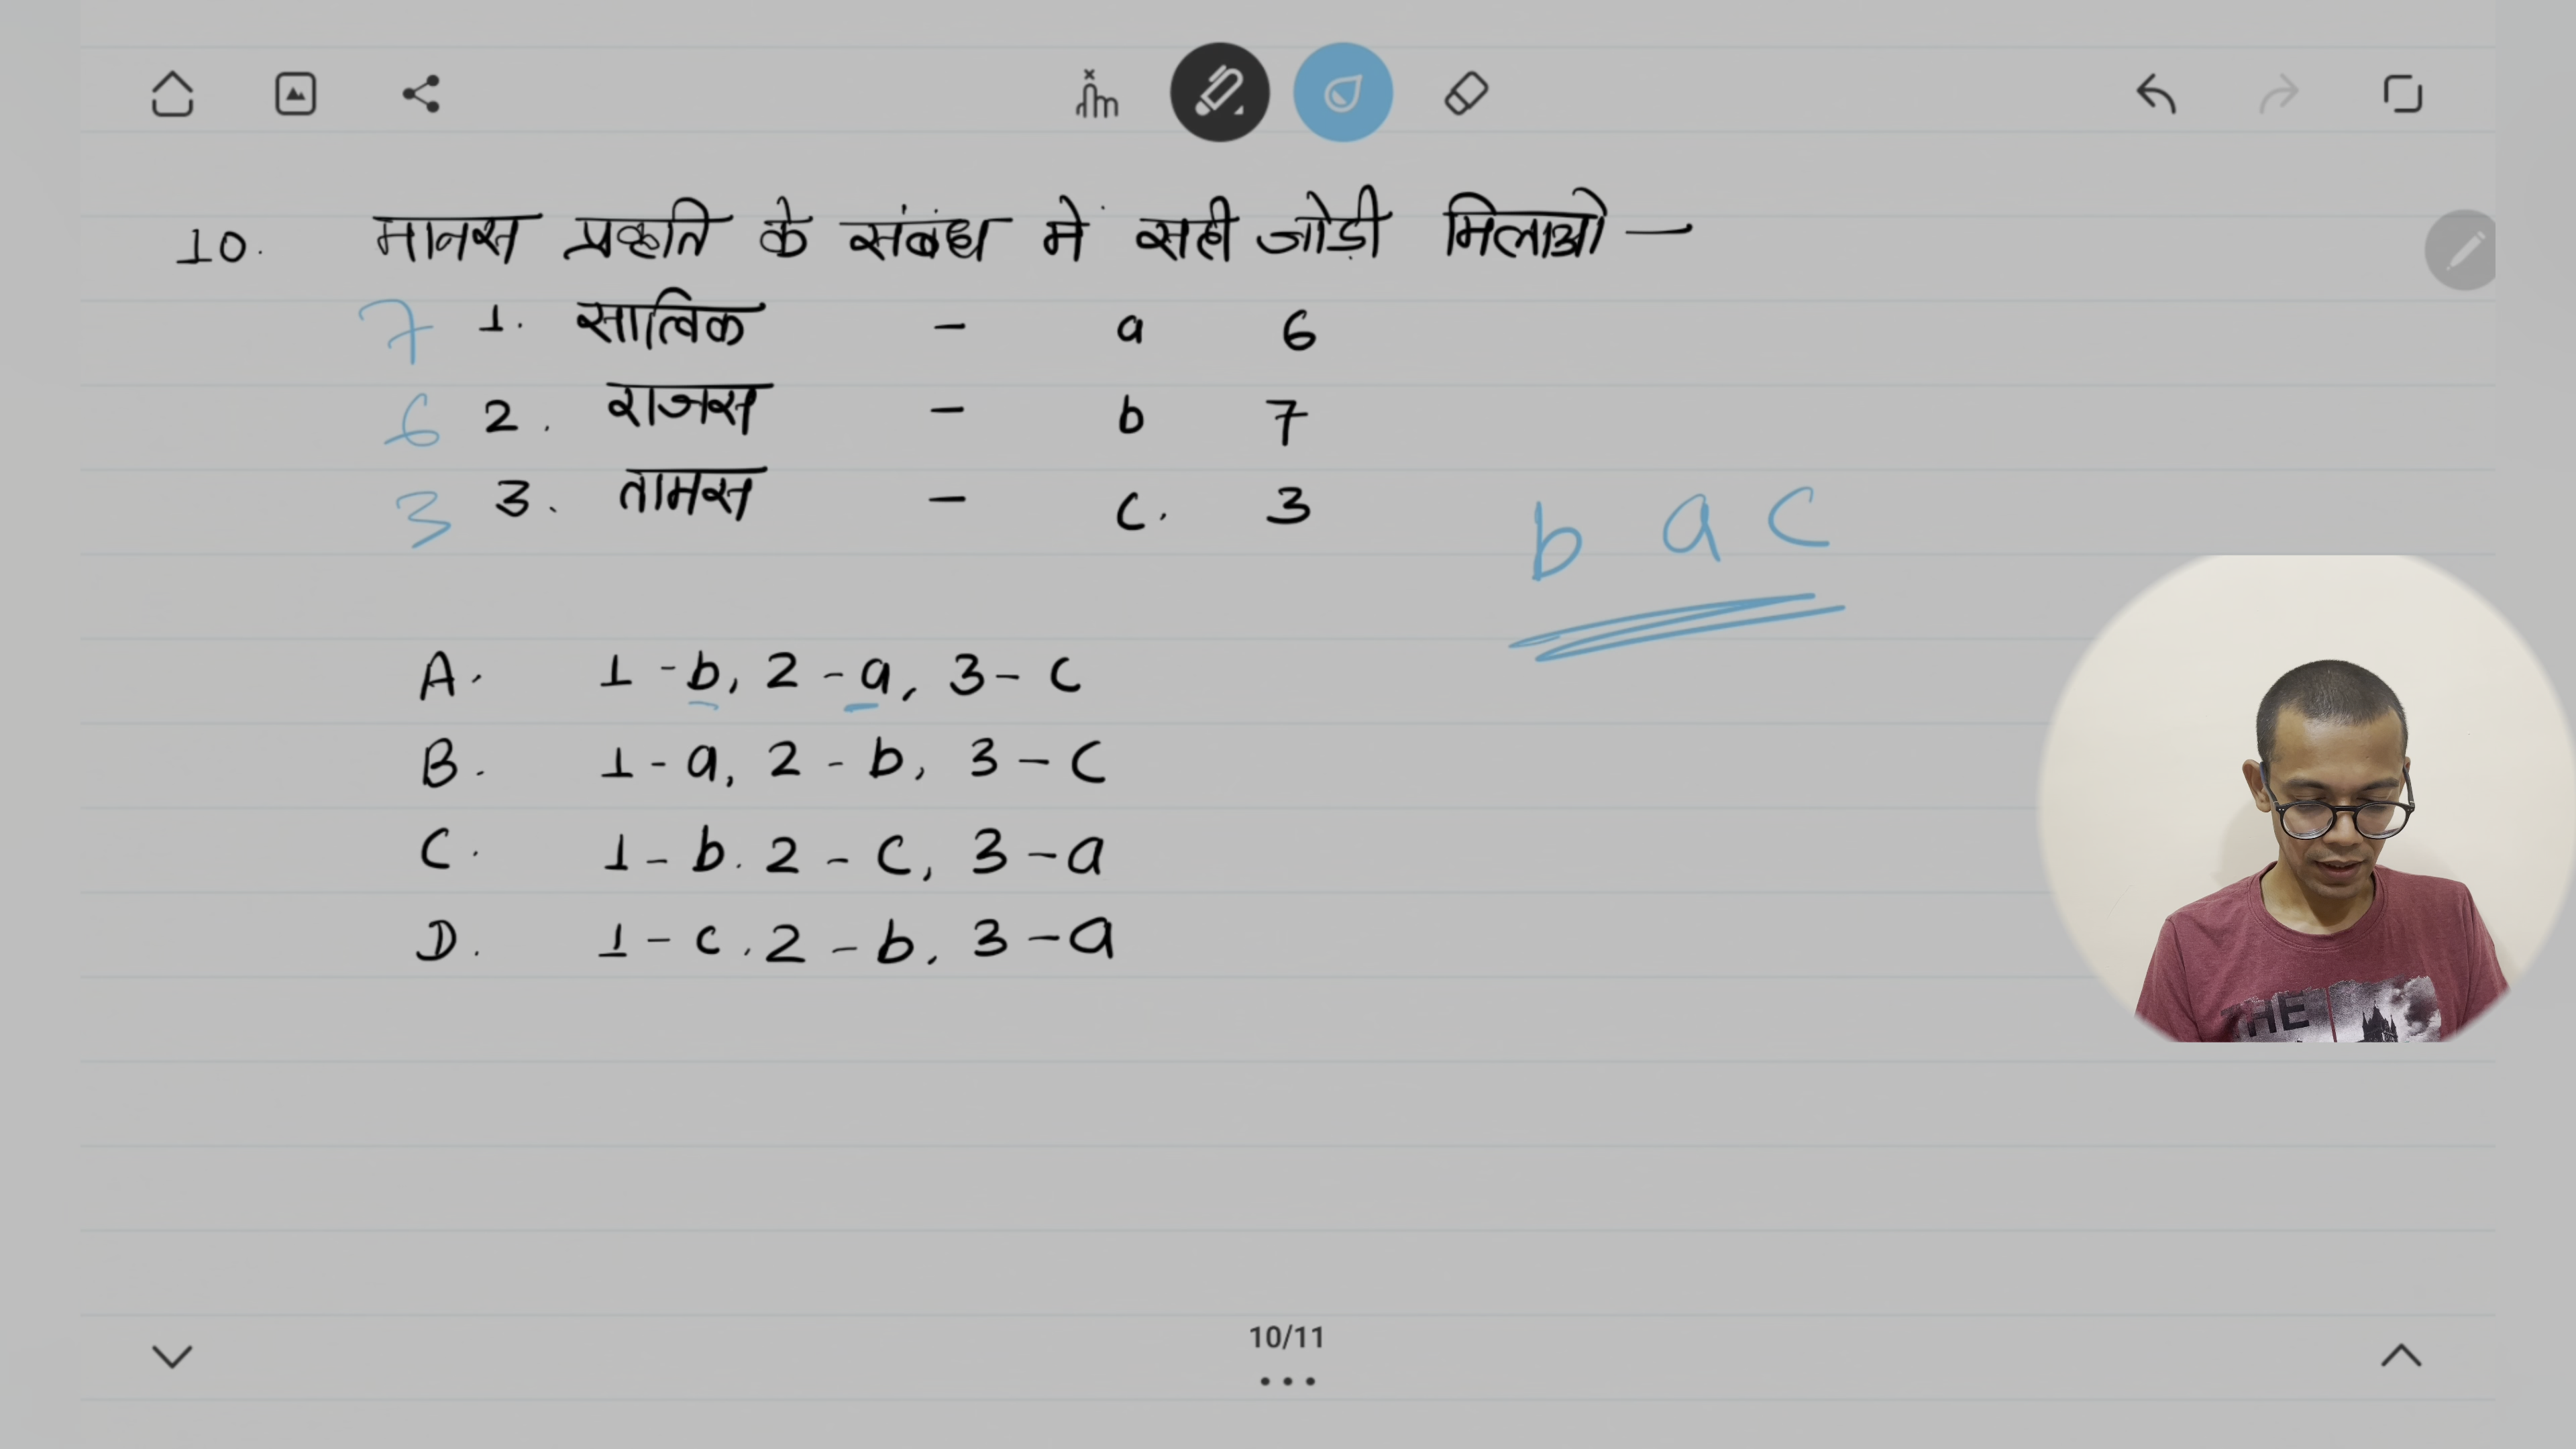 10. मानस प्रकृति के संबंध में सही जोड़ी मिलाओ —
7 1. सात्विक - a 6
6 2. राजस - b 7
3 3. तामस - c. 3
b a c
A. 1 - b, 2 - a, 3 - c
B. 1 - a, 2 - b, 3 - c
C. 1 - b. 2 - c, 3 - a
D. 1 - c, 2 - b, 3 - a
THE
10/11